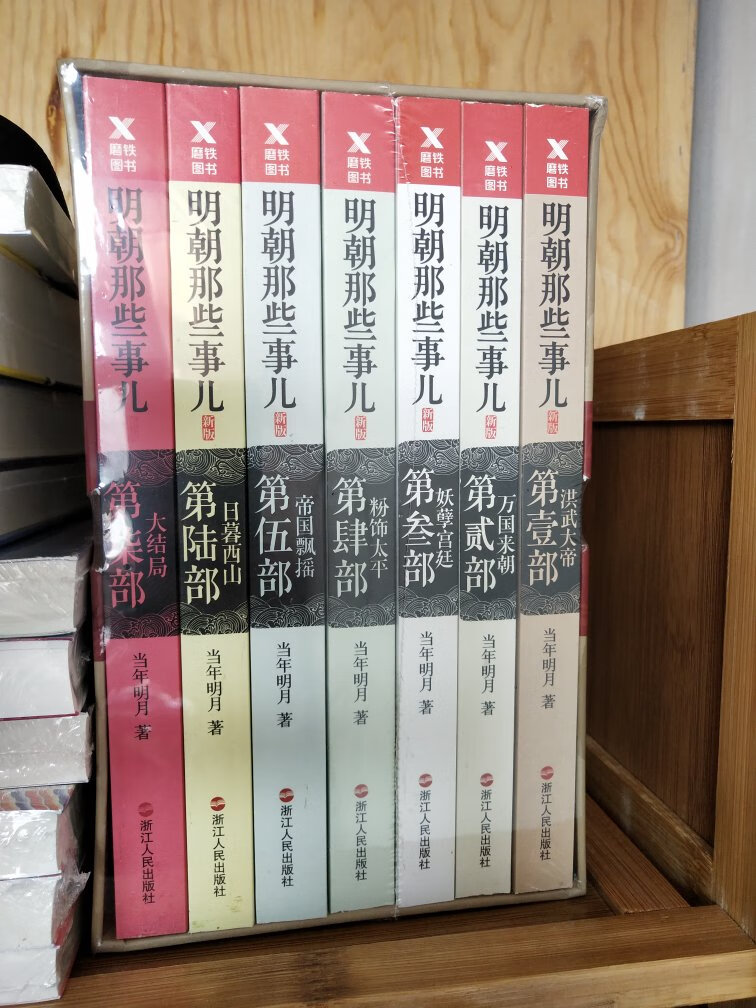 磨铁
图书
明朝那些事儿
第柒部
大结局
当年明月 著
浙江人民出版社
磨铁
图书
明朝那些事儿
新版
第陆部
日暮西山
当年明月 著
浙江人民出版社
磨铁
图书
明朝那些事儿
新版
第伍部
帝国飘摇
当年明月 著
浙江人民出版社
磨铁
图书
明朝那些事儿
新版
第肆部
粉饰太平
当年明月 著
浙江人民出版社
磨铁
图书
明朝那些事儿
新版
第叁部
妖孽宫廷
当年明月 著
浙江人民出版社
磨铁
图书
明朝那些事儿
新版
第贰部
万国来朝
当年明月 著
浙江人民出版社
磨铁
图书
明朝那些事儿
新版
第壹部
洪武大帝
当年明月 著
浙江人民出版社